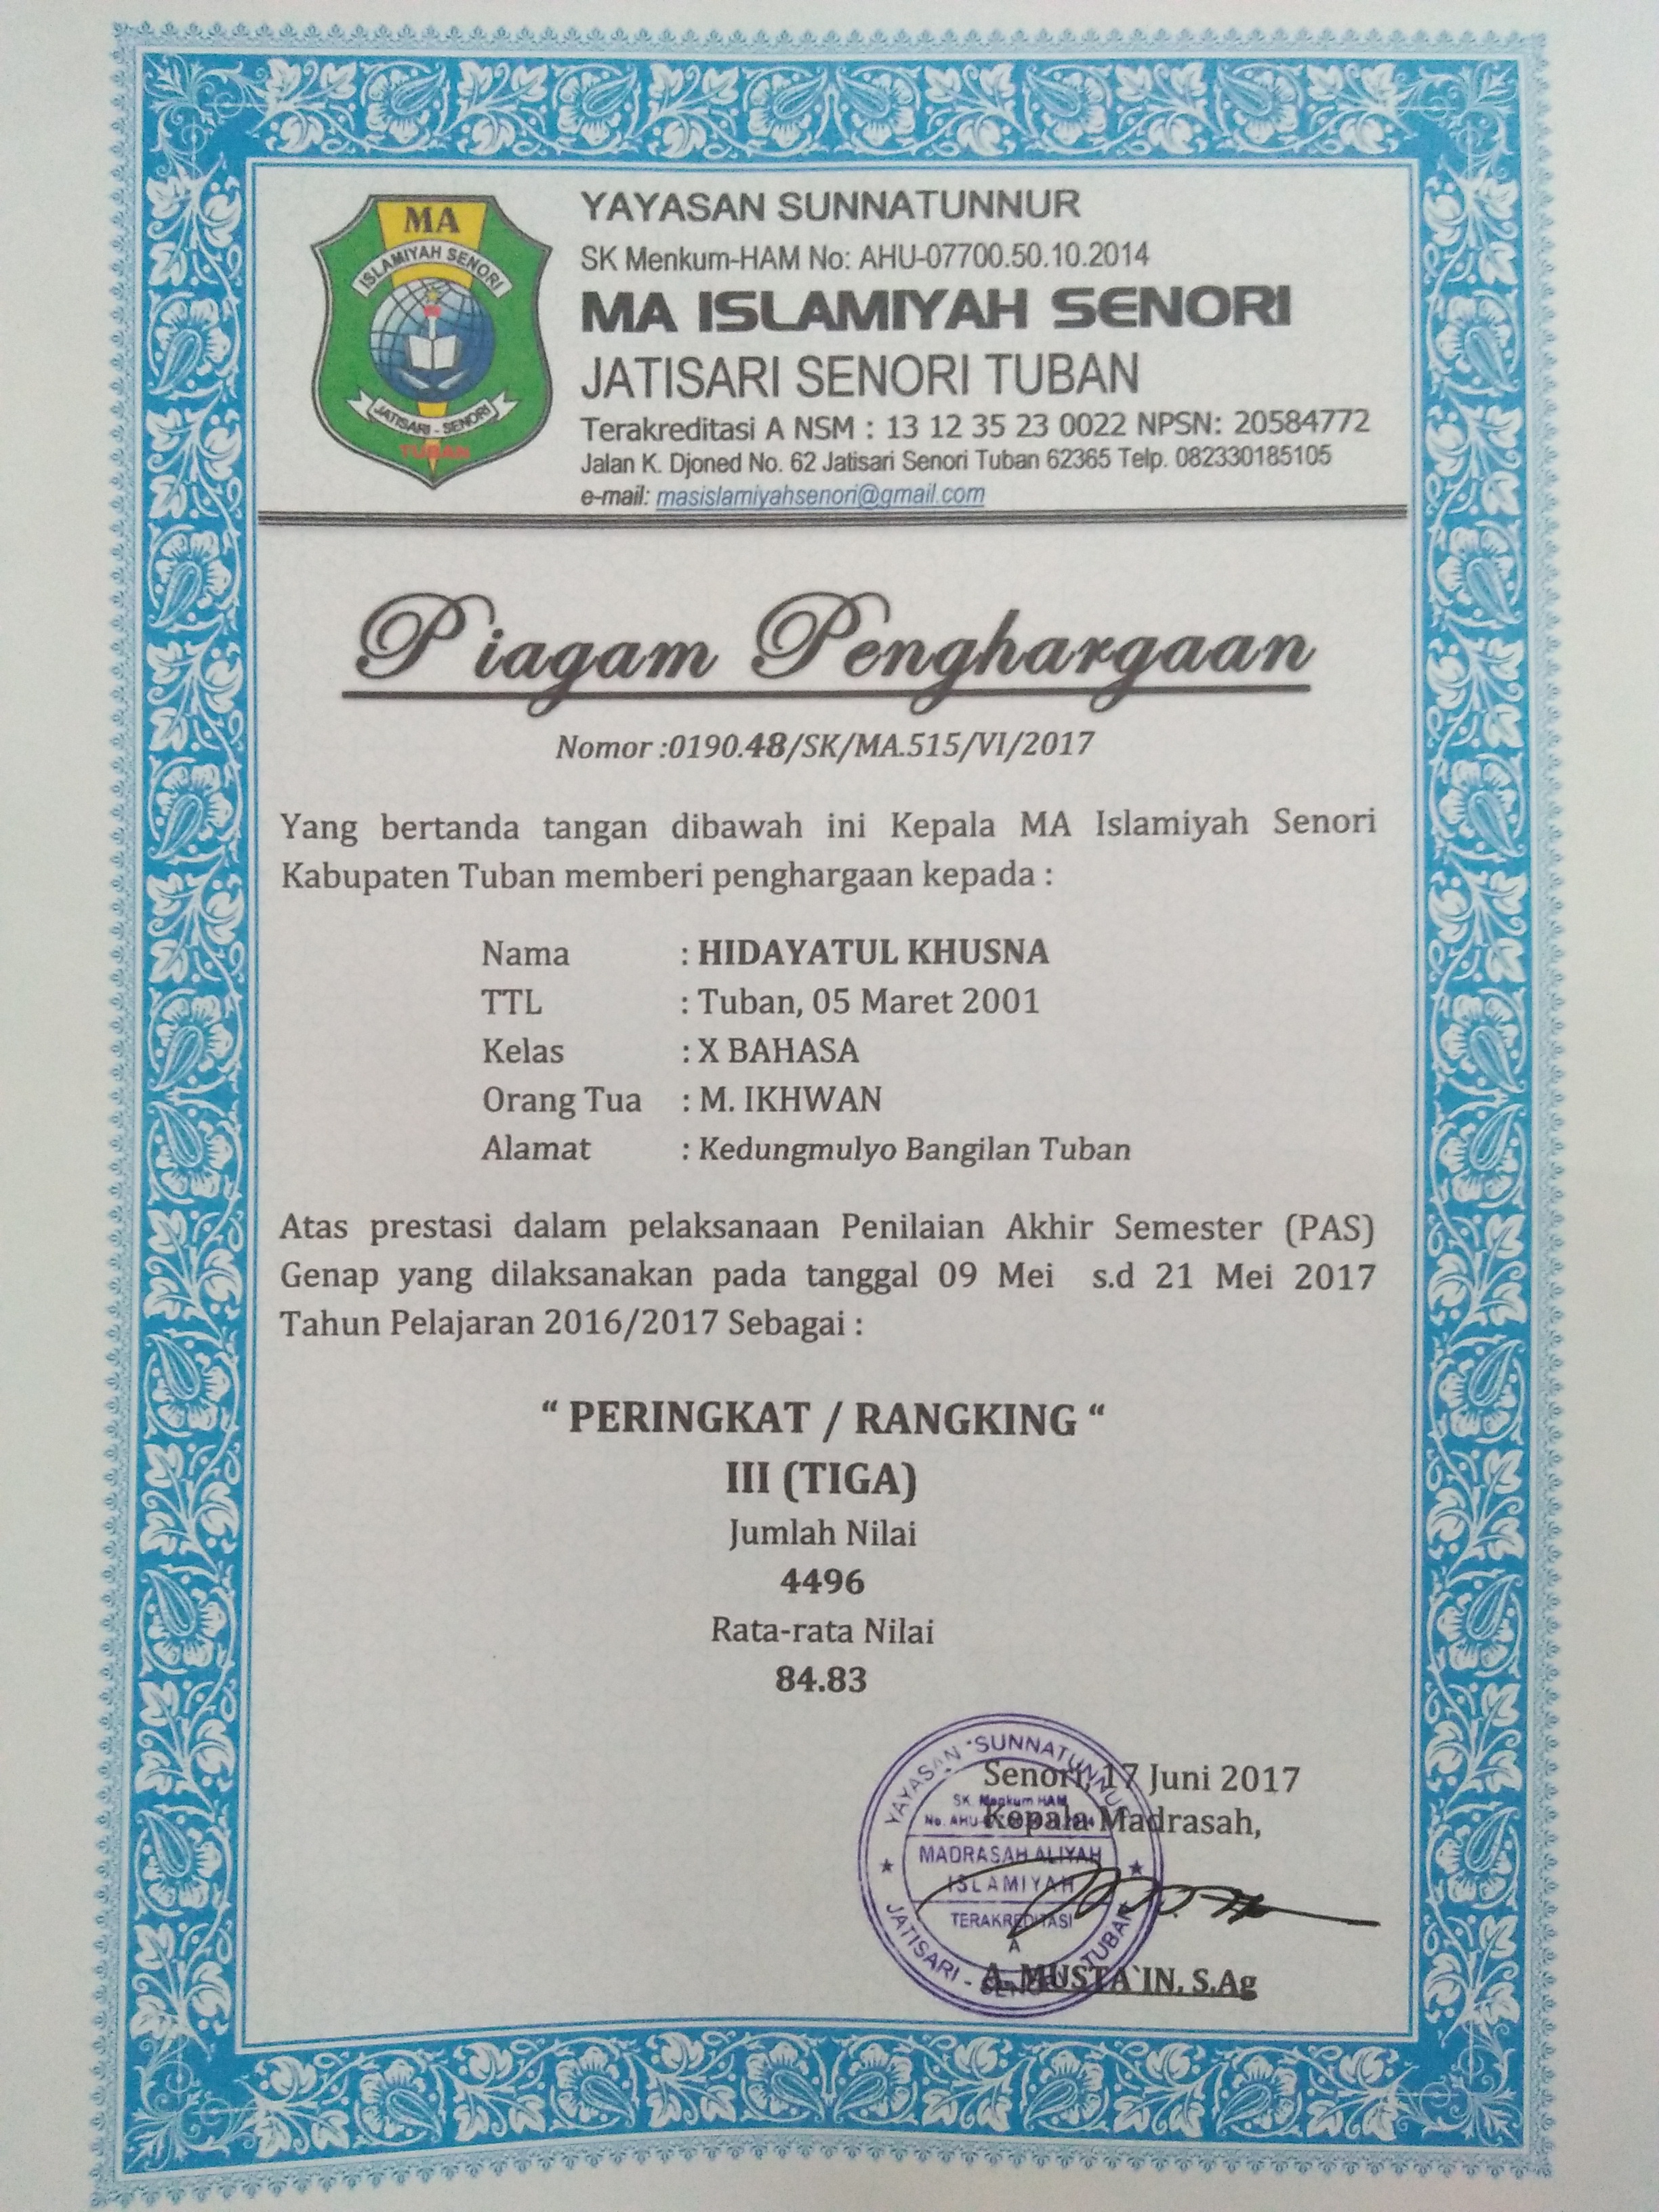 MA
ISLAMIYAH SENORI
JATISARI - SENORI
TUBAN
YAYASAN SUNNATUNNUR
SK Menkum-HAM No: AHU-07700.50.10.2014
MA ISLAMIYAH SENORI
JATISARI SENORI TUBAN
Terakreditasi A NSM : 13 12 35 23 0022 NPSN: 20584772
Jalan K. Djoned No. 62 Jatisari Senori Tuban 62365 Telp. 082330185105
e-mail: masislamiyahsenori@gmail.com
Piagam Penghargaan
Nomor :0190.48/SK/MA.515/VI/2017
Yang bertanda tangan dibawah ini Kepala MA Islamiyah Senori
Kabupaten Tuban memberi penghargaan kepada :
Nama : HIDAYATUL KHUSNA
TTL : Tuban, 05 Maret 2001
Kelas : X BAHASA
Orang Tua : M. IKHWAN
Alamat : Kedungmulyo Bangilan Tuban
Atas prestasi dalam pelaksanaan Penilaian Akhir Semester (PAS)
Genap yang dilaksanakan pada tanggal 09 Mei s.d 21 Mei 2017
Tahun Pelajaran 2016/2017 Sebagai :
“ PERINGKAT / RANGKING “
III (TIGA)
Jumlah Nilai
4496
Rata-rata Nilai
84.83
Senori, 17 Juni 2017
Kepala Madrasah,
A. MUSTA`IN, S.Ag
YAYASAN "SUNNATUNNUR"
SK. Menkum HAM
No. AHU-
MADRASAH ALIYAH
ISLAMIYAH
TERAKREDITASI
A
JATISARI - SENORI - TUBAN